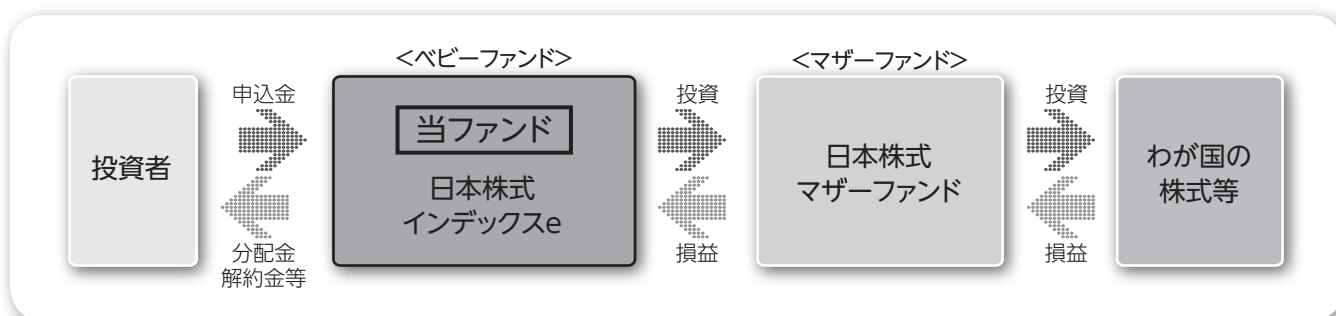 <ベビーファンド>
<マザーファンド>
投資者
申込金
分配金
解約金等
当ファンド
日本株式
インデックスe
投資
損益
日本株式
マザーファンド
投資
損益
わが国の
株式等